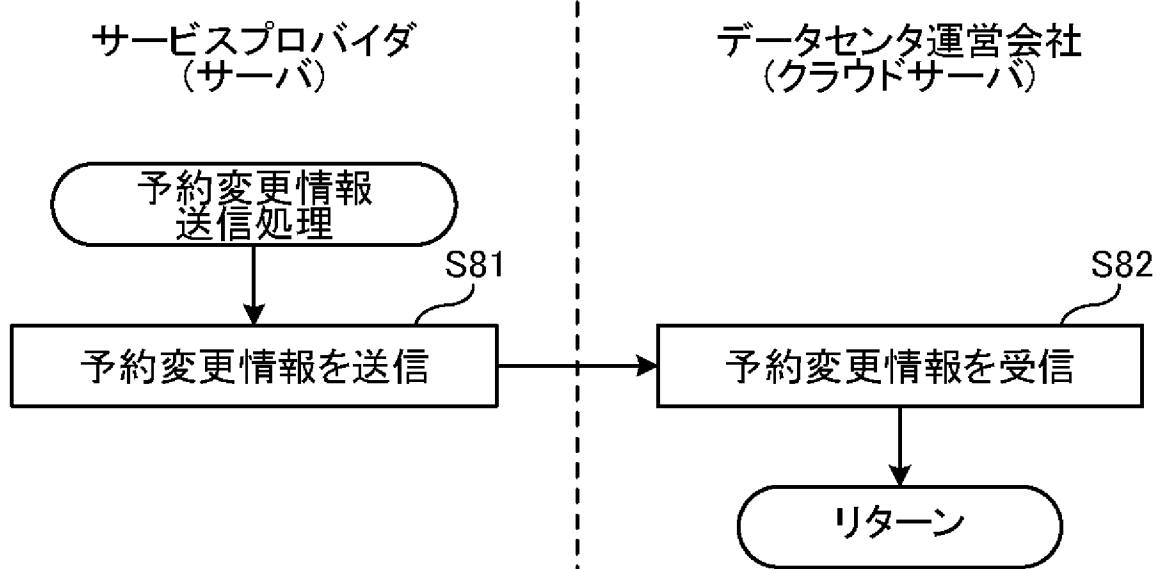 サービスプロバイダ
(サーバ)
データセンタ運営会社
(クラウドサーバ)
予約変更情報
送信処理
S81
予約変更情報を送信
S82
予約変更情報を受信
リターン